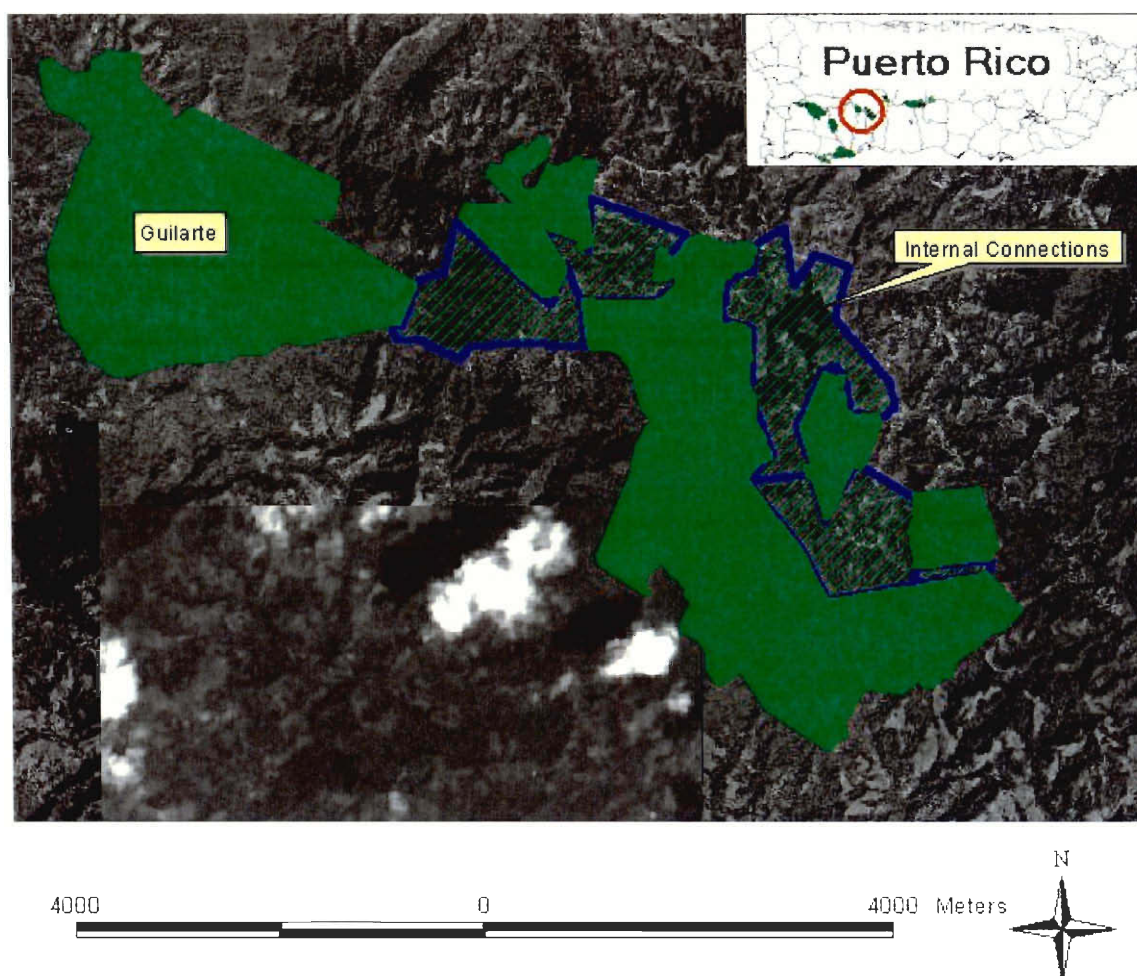 Puerto Rico
Guilarte
Internal Connections
N
4000 0 4000 Meters